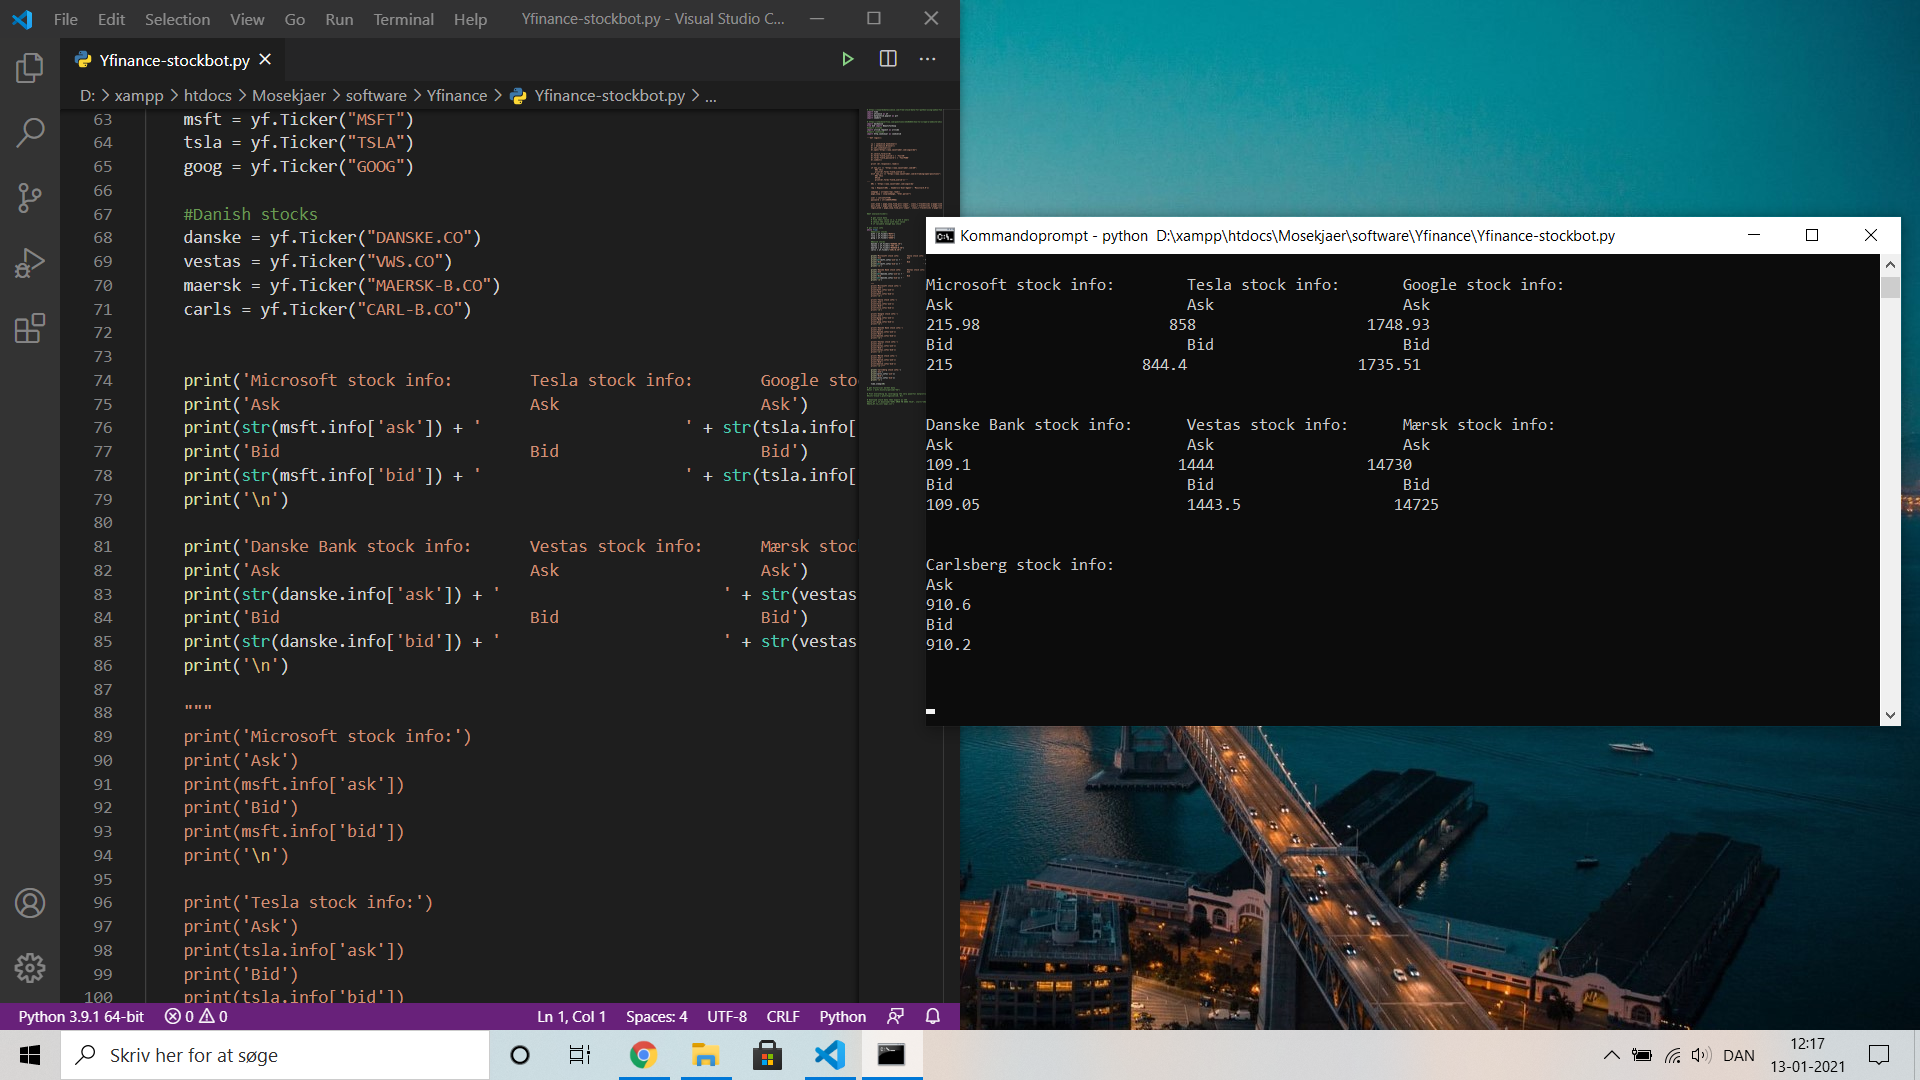 File Edit Selection View Go Run Terminal Help Yfinance-stockbot.py - Visual Studio C...
Yfinance-stockbot.py
D: > xampp > htdocs > Mosekjaer > software > Yfinance > Yfinance-stockbot.py > ...
63 msft = yf.Ticker("MSFT")
64 tsla = yf.Ticker("TSLA")
65 goog = yf.Ticker("GOOG")
66
67 #Danish stocks
68 danske = yf.Ticker("DANSKE.CO")
69 vestas = yf.Ticker("VWS.CO")
70 maersk = yf.Ticker("MAERSK-B.CO")
71 carls = yf.Ticker("CARL-B.CO")
72
73
74 print('Microsoft stock info: Tesla stock info: Google sto
75 print('Ask Ask Ask')
76 print(str(msft.info['ask']) + ' ' + str(tsla.info[
77 print('Bid Bid Bid')
78 print(str(msft.info['bid']) + ' ' + str(tsla.info[
79 print('\n')
80
81 print('Danske Bank stock info: Vestas stock info: Mærsk stoc
82 print('Ask Ask Ask')
83 print(str(danske.info['ask']) + ' ' + str(vestas
84 print('Bid Bid Bid')
85 print(str(danske.info['bid']) + ' ' + str(vestas
86 print('\n')
87
88 """
89 print('Microsoft stock info:')
90 print('Ask')
91 print(msft.info['ask'])
92 print('Bid')
93 print(msft.info['bid'])
94 print('\n')
95
96 print('Tesla stock info:')
97 print('Ask')
98 print(tsla.info['ask'])
99 print('Bid')
100 print(tsla.info['bid'])
Python 3.9.1 64-bit 0 0 Ln 1, Col 1 Spaces: 4 UTF-8 CRLF Python
C:\. Kommandoprompt - python D:\xampp\htdocs\Mosekjaer\software\Yfinance\Yfinance-stockbot.py
Microsoft stock info: Tesla stock info: Google stock info:
Ask Ask Ask
215.98 858 1748.93
Bid Bid Bid
215 844.4 1735.51
Danske Bank stock info: Vestas stock info: Mærsk stock info:
Ask Ask Ask
109.1 1444 14730
Bid Bid Bid
109.05 1443.5 14725
Carlsberg stock info:
Ask
910.6
Bid
910.2
Skriv her for at søge
DAN
12:17
13-01-2021